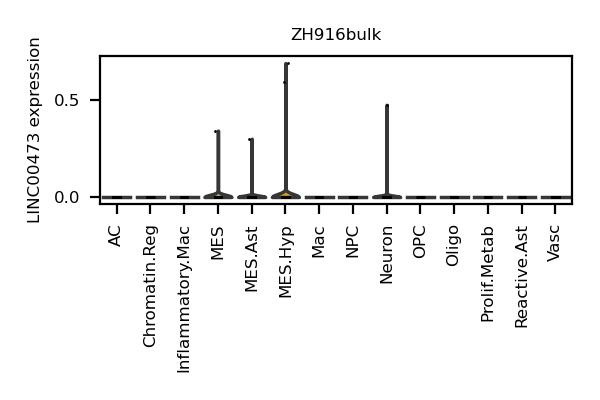 ZH916bulk
LINC00473 expression
0.5
0.0
AC
Chromatin.Reg
Inflammatory.Mac
MES
MES.Ast
MES.Hyp
Mac
NPC
Neuron
OPC
Oligo
Prolif.Metab
Reactive.Ast
Vasc